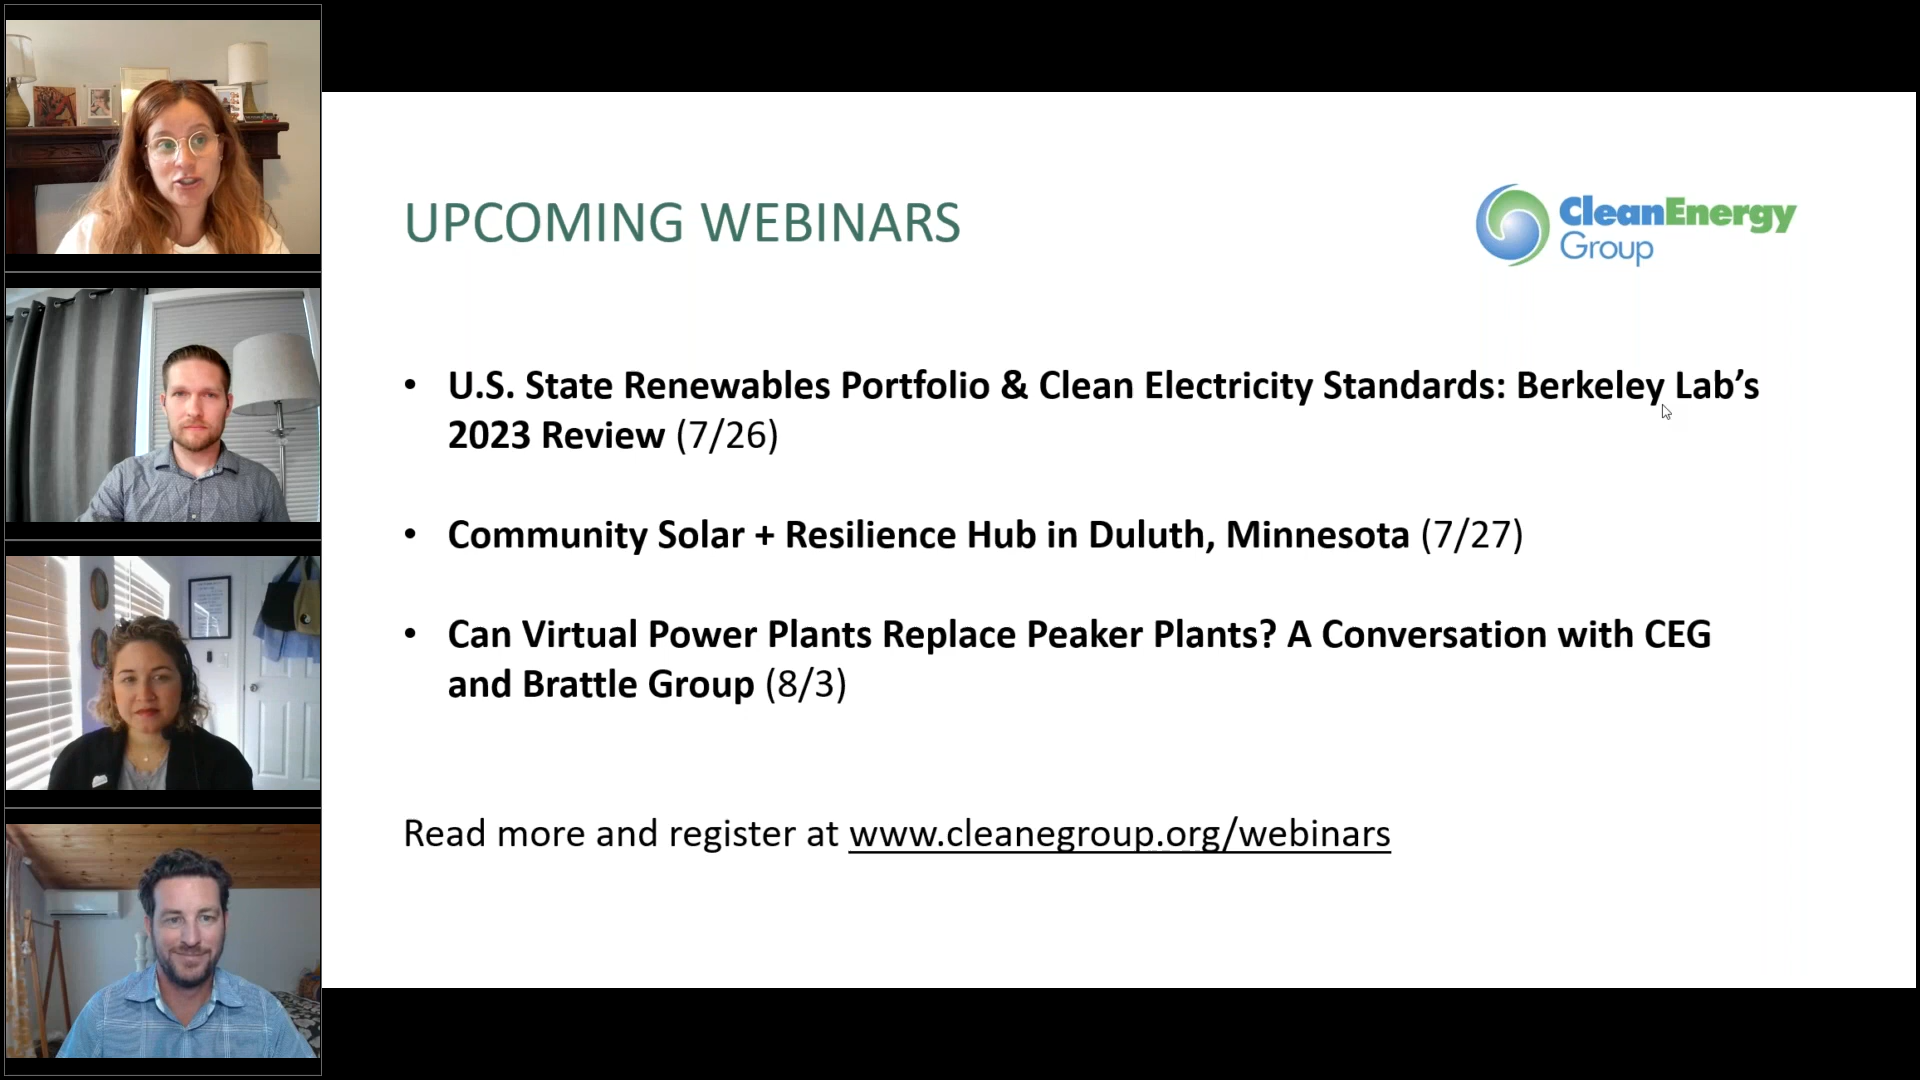 UPCOMING WEBINARS
CleanEnergy
Group
• U.S. State Renewables Portfolio & Clean Electricity Standards: Berkeley Lab’s
2023 Review (7/26)
• Community Solar + Resilience Hub in Duluth, Minnesota (7/27)
• Can Virtual Power Plants Replace Peaker Plants? A Conversation with CEG
and Brattle Group (8/3)
Read more and register at www.cleanegroup.org/webinars